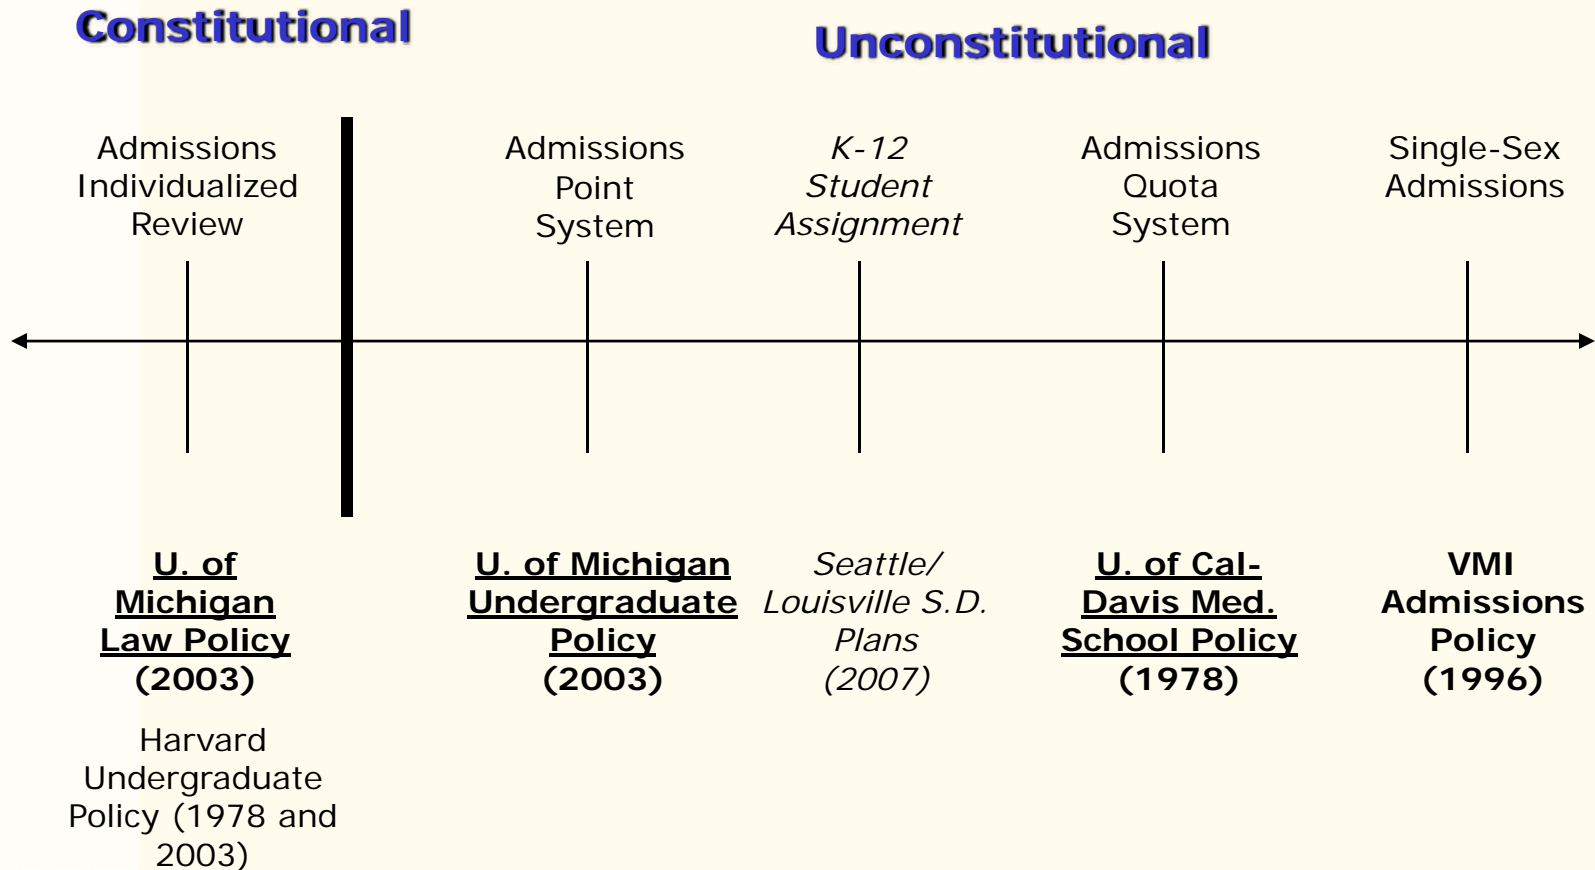 Constitutional
Unconstitutional
Admissions
Individualized
Review
Admissions
Point
System
K-12
Student
Assignment
Admissions
Quota
System
Single-Sex
Admissions
U. of
Michigan
Law Policy
(2003)
Harvard
Undergraduate
Policy (1978 and
2003)
U. of Michigan
Undergraduate
Policy
(2003)
Seattle/
Louisville S.D.
Plans
(2007)
U. of Cal-
Davis Med.
School Policy
(1978)
VMI
Admissions
Policy
(1996)